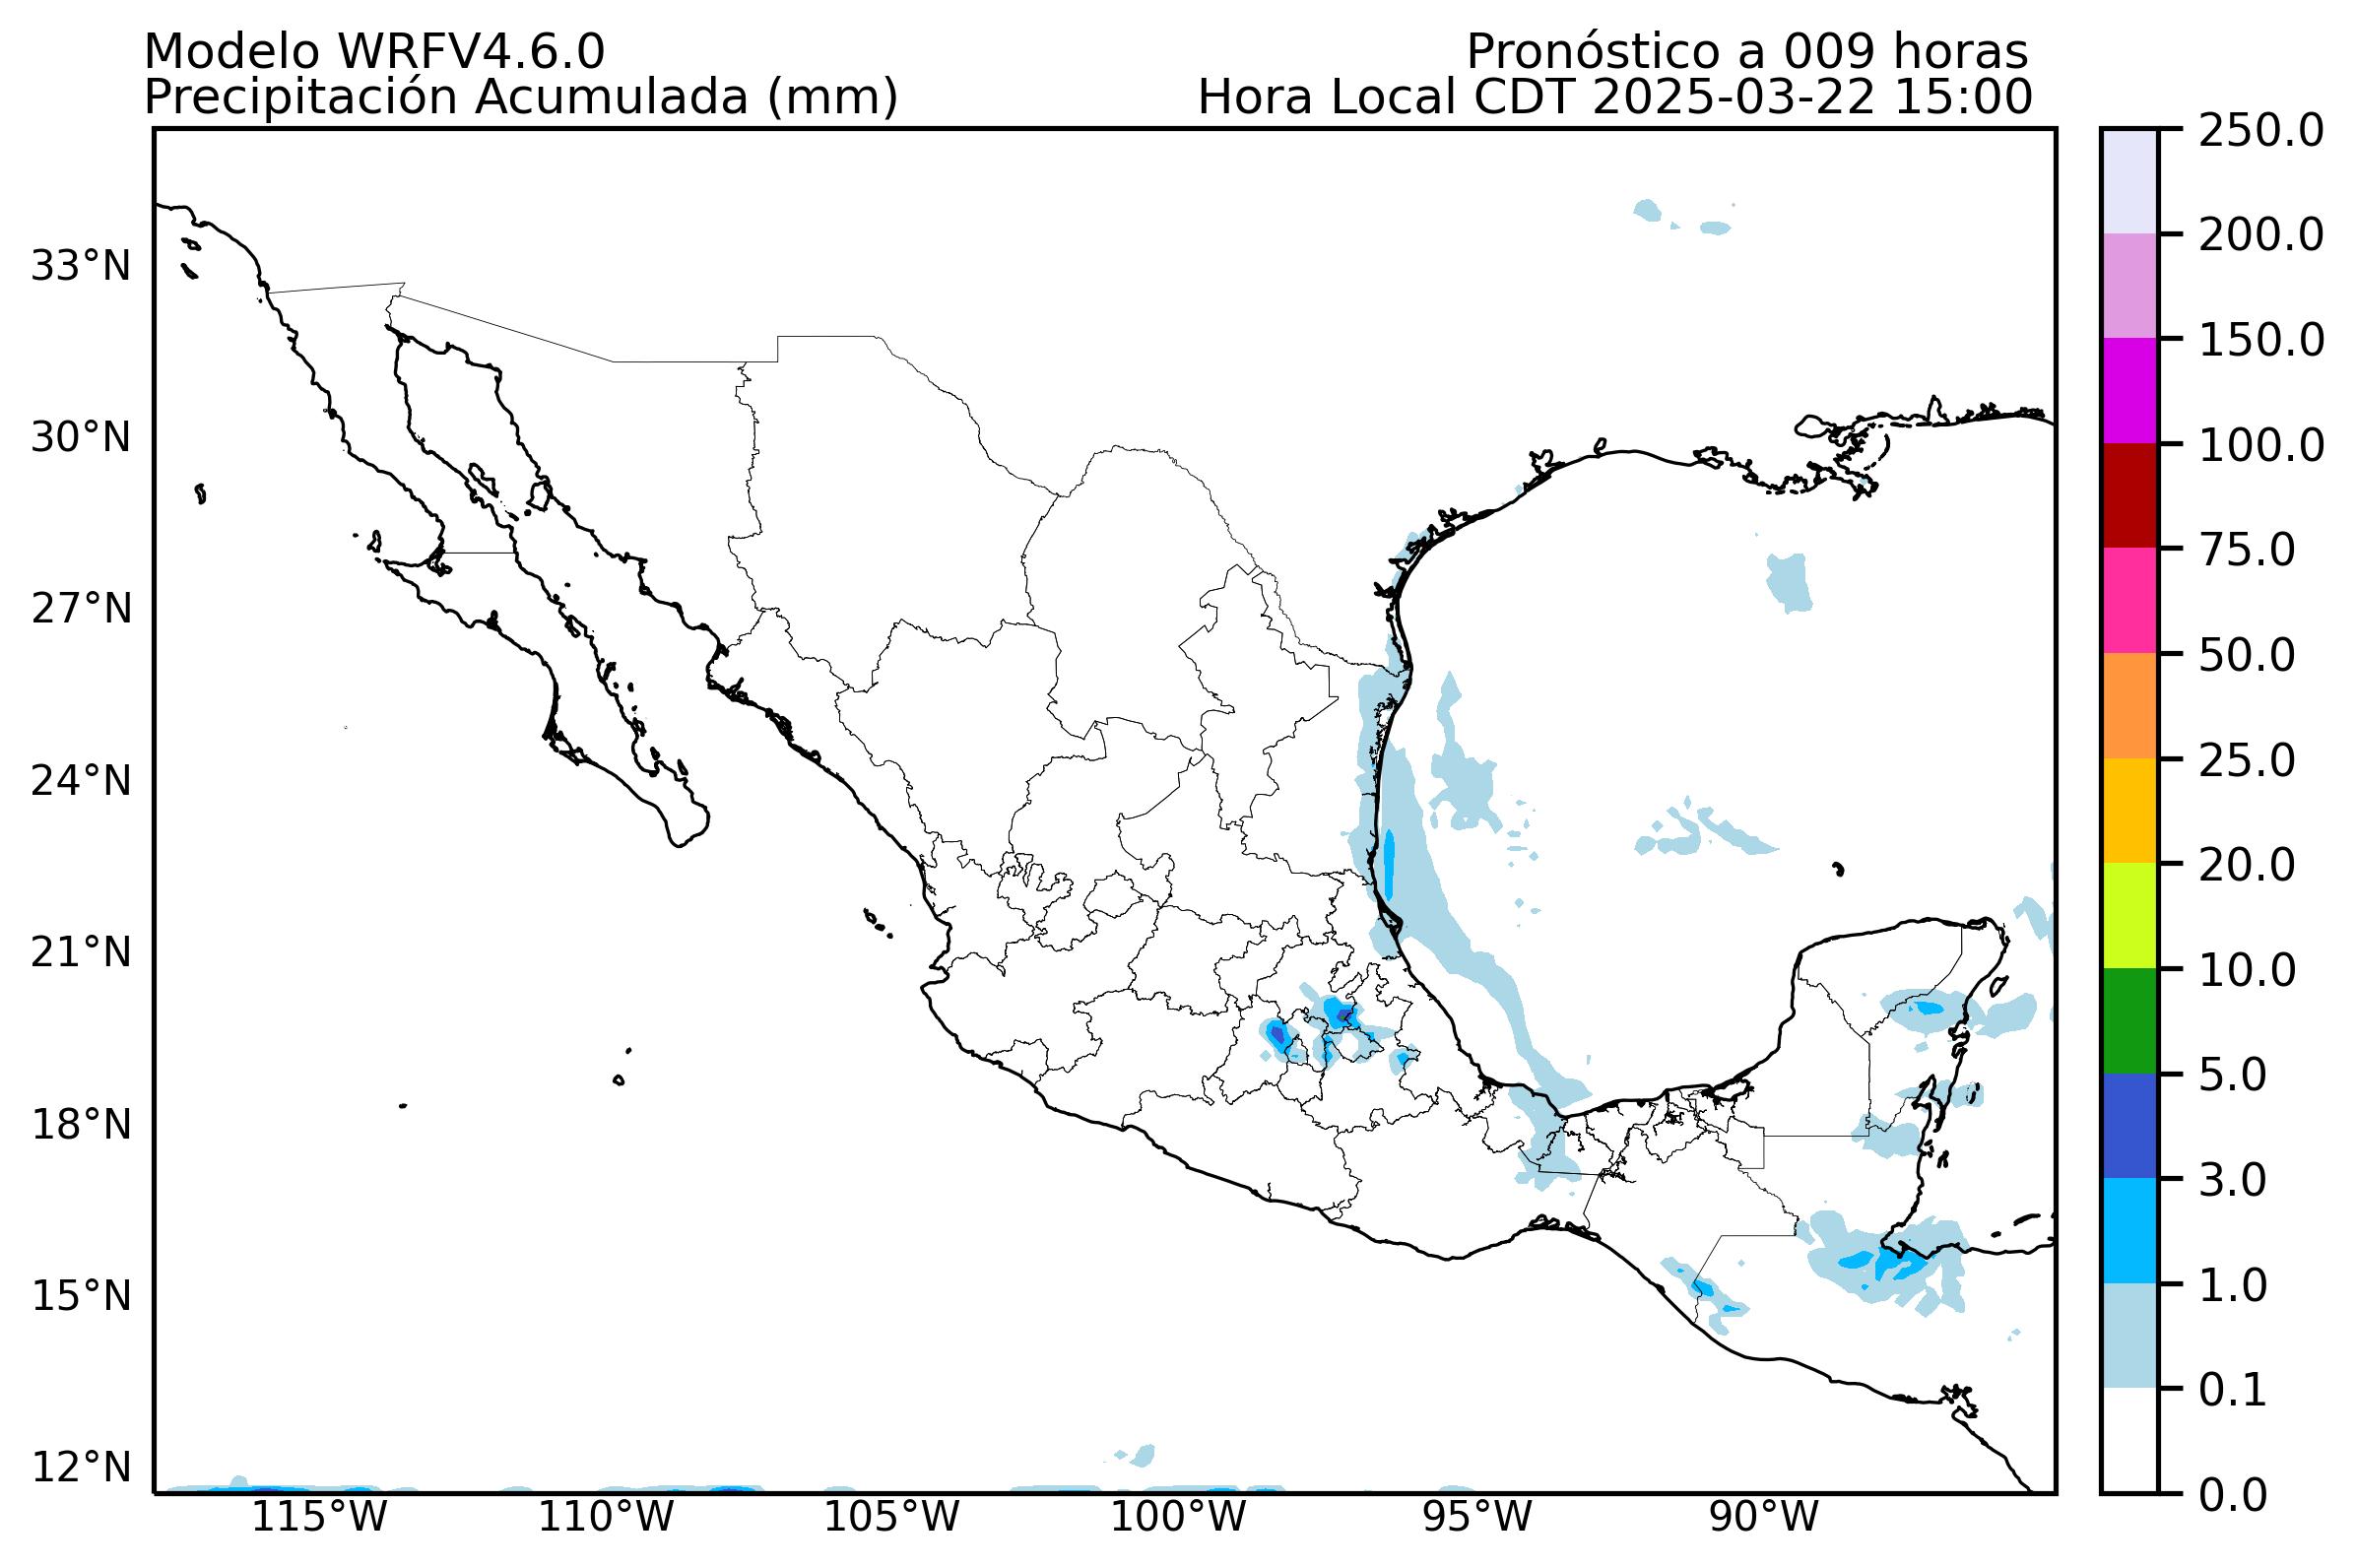 Modelo WRFV4.6.0
Pronóstico a 009 horas
Precipitación Acumulada (mm)
Hora Local CDT 2025-03-22 15:00
33°N
30°N
27°N
24°N
21°N
18°N
15°N
12°N
115°W
110°W
105°W
100°W
95°W
90°W
250.0
200.0
150.0
100.0
75.0
50.0
25.0
20.0
10.0
5.0
3.0
1.0
0.1
0.0